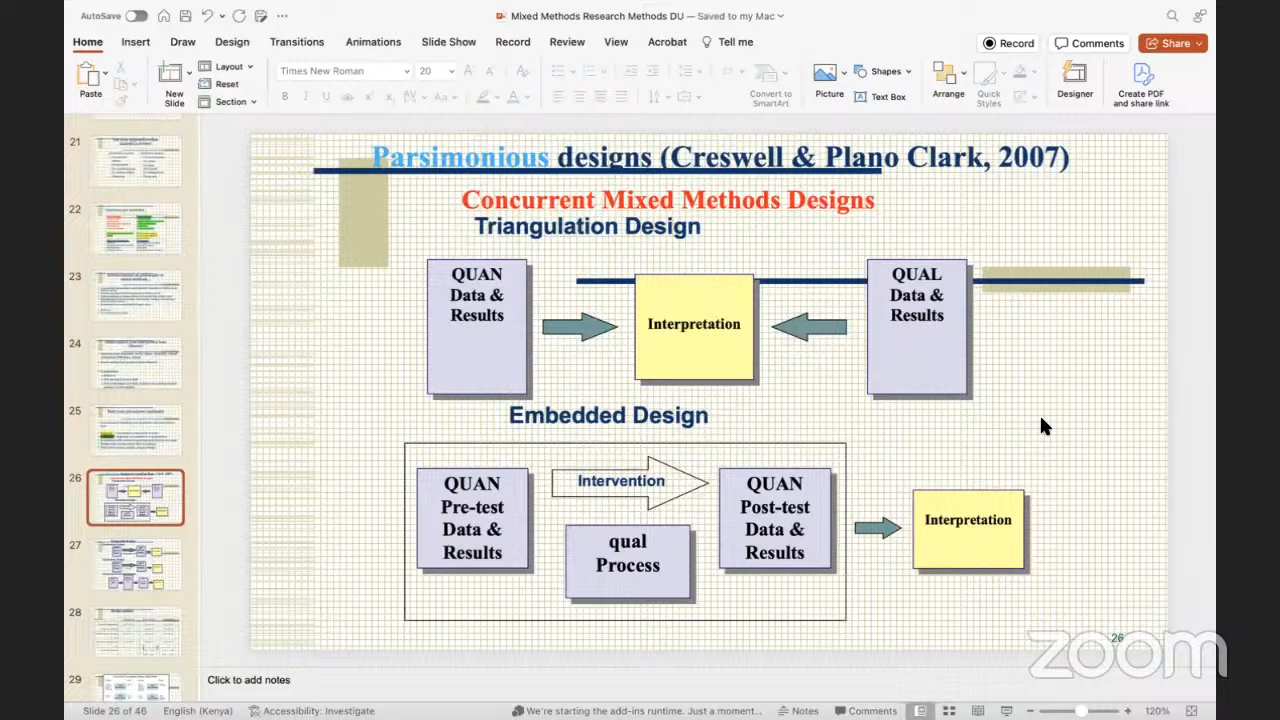 AutoSave
Mixed Methods Research Methods DU — Saved to my Mac
Home Insert Draw Design Transitions Animations Slide Show Record Review View Acrobat Tell me
Record Comments Share
Paste
New Slide
Layout
Reset
Section
Times New Roman 20
B I U
Convert to SmartArt
Picture
Shapes
Text Box
Arrange
Quick Styles
Designer
Create PDF and share link
21
22
23
24
25
26
27
28
29
Parsimonious designs (Creswell & Plano Clark, 2007)
Concurrent Mixed Methods Designs
Triangulation Design
QUAN
Data &
Results
Interpretation
QUAL
Data &
Results
Embedded Design
QUAN
Pre-test
Data &
Results
Intervention
qual
Process
QUAN
Post-test
Data &
Results
Interpretation
26
zoom
Click to add notes
Slide 26 of 46 English (Kenya) Accessibility: Investigate We're starting the add-ins runtime. Just a moment... Notes Comments 120%